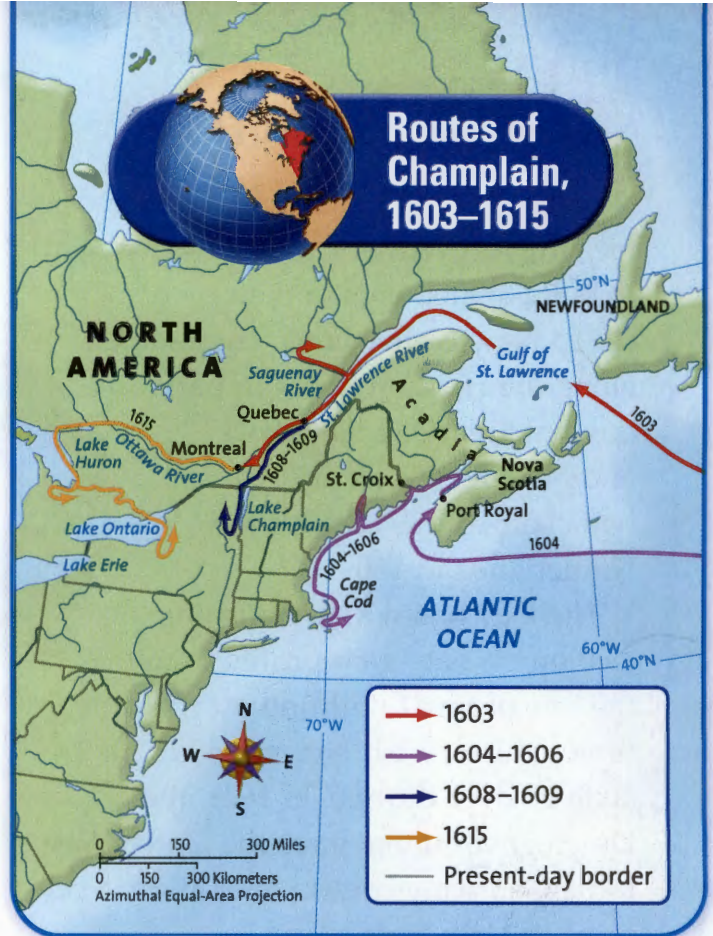 Routes of
Champlain,
1603–1615
50°N
NEWFOUNDLAND
NORTH
AMERICA
Gulf of
St. Lawrence
Saguenay
River
St. Lawrence River
Acadia
1603
Quebec
1615
Ottawa River
Lake
Huron
Montreal
1608–1609
St. Croix
Nova
Scotia
Port Royal
Lake
Champlain
Lake Ontario
1604
Lake Erie
1604–1606
Cape
Cod
ATLANTIC
OCEAN
60°W
40°N
70°W
N
W
E
S
1603
1604–1606
1608–1609
1615
Present-day border
0 150 300 Miles
0 150 300 Kilometers
Azimuthal Equal-Area Projection